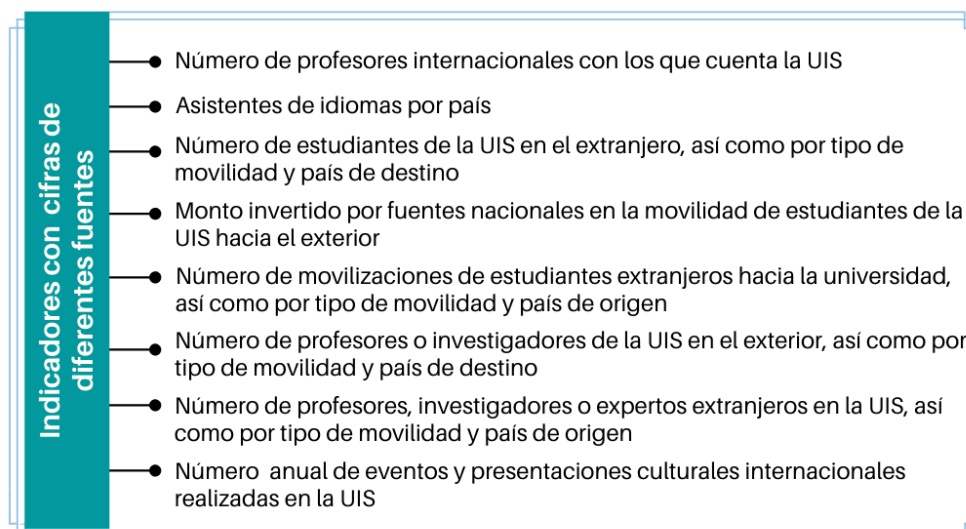 Indicadores con cifras de
diferentes fuentes
Número de profesores internacionales con los que cuenta la UIS
Asistentes de idiomas por país
Número de estudiantes de la UIS en el extranjero, así como por tipo de
movilidad y país de destino
Monto invertido por fuentes nacionales en la movilidad de estudiantes de la
UIS hacia el exterior
Número de movilizaciones de estudiantes extranjeros hacia la universidad,
así como por tipo de movilidad y país de origen
Número de profesores o investigadores de la UIS en el exterior, así como por
tipo de movilidad y país de destino
Número de profesores, investigadores o expertos extranjeros en la UIS, así
como por tipo de movilidad y país de origen
Número anual de eventos y presentaciones culturales internacionales
realizadas en la UIS